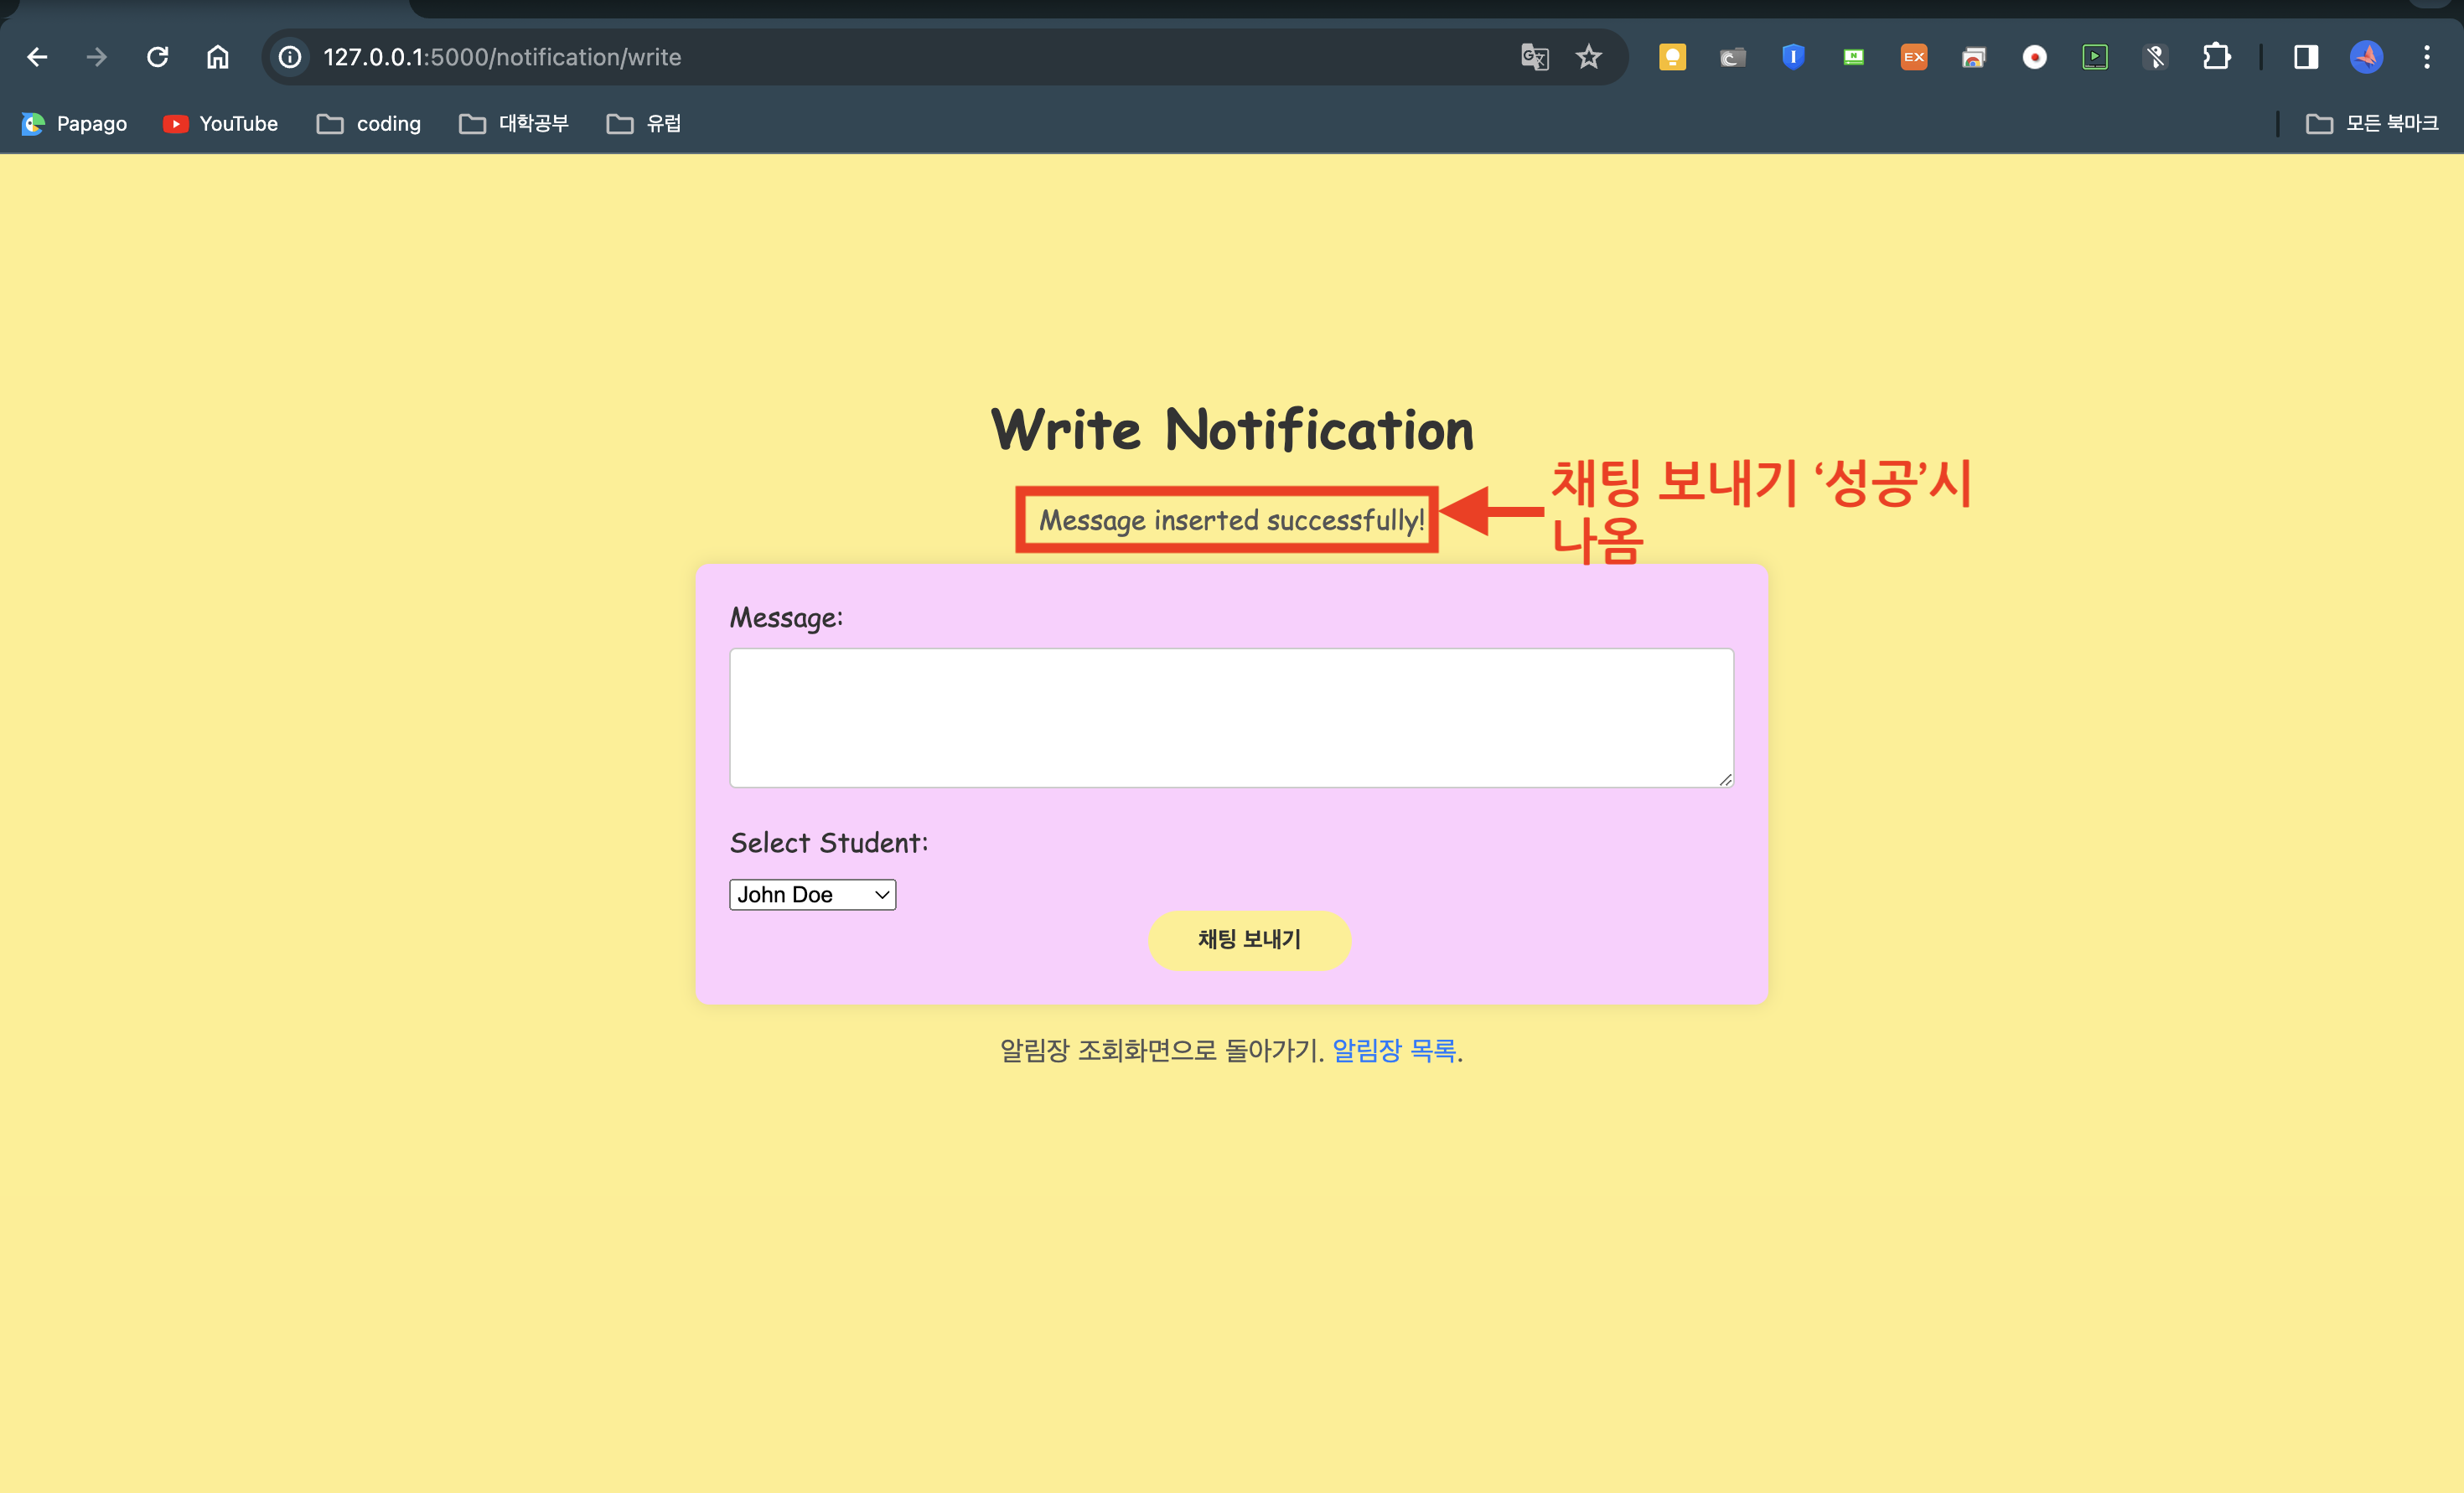 127.0.0.1:5000/notification/write
Papago
YouTube
coding
대학공부
유럽
모든 북마크
Write Notification
채팅 보내기 ‘성공’시
나옴
Message inserted successfully!
Message:
Select Student:
John Doe
채팅 보내기
알림장 조회화면으로 돌아가기. 알림장 목록.